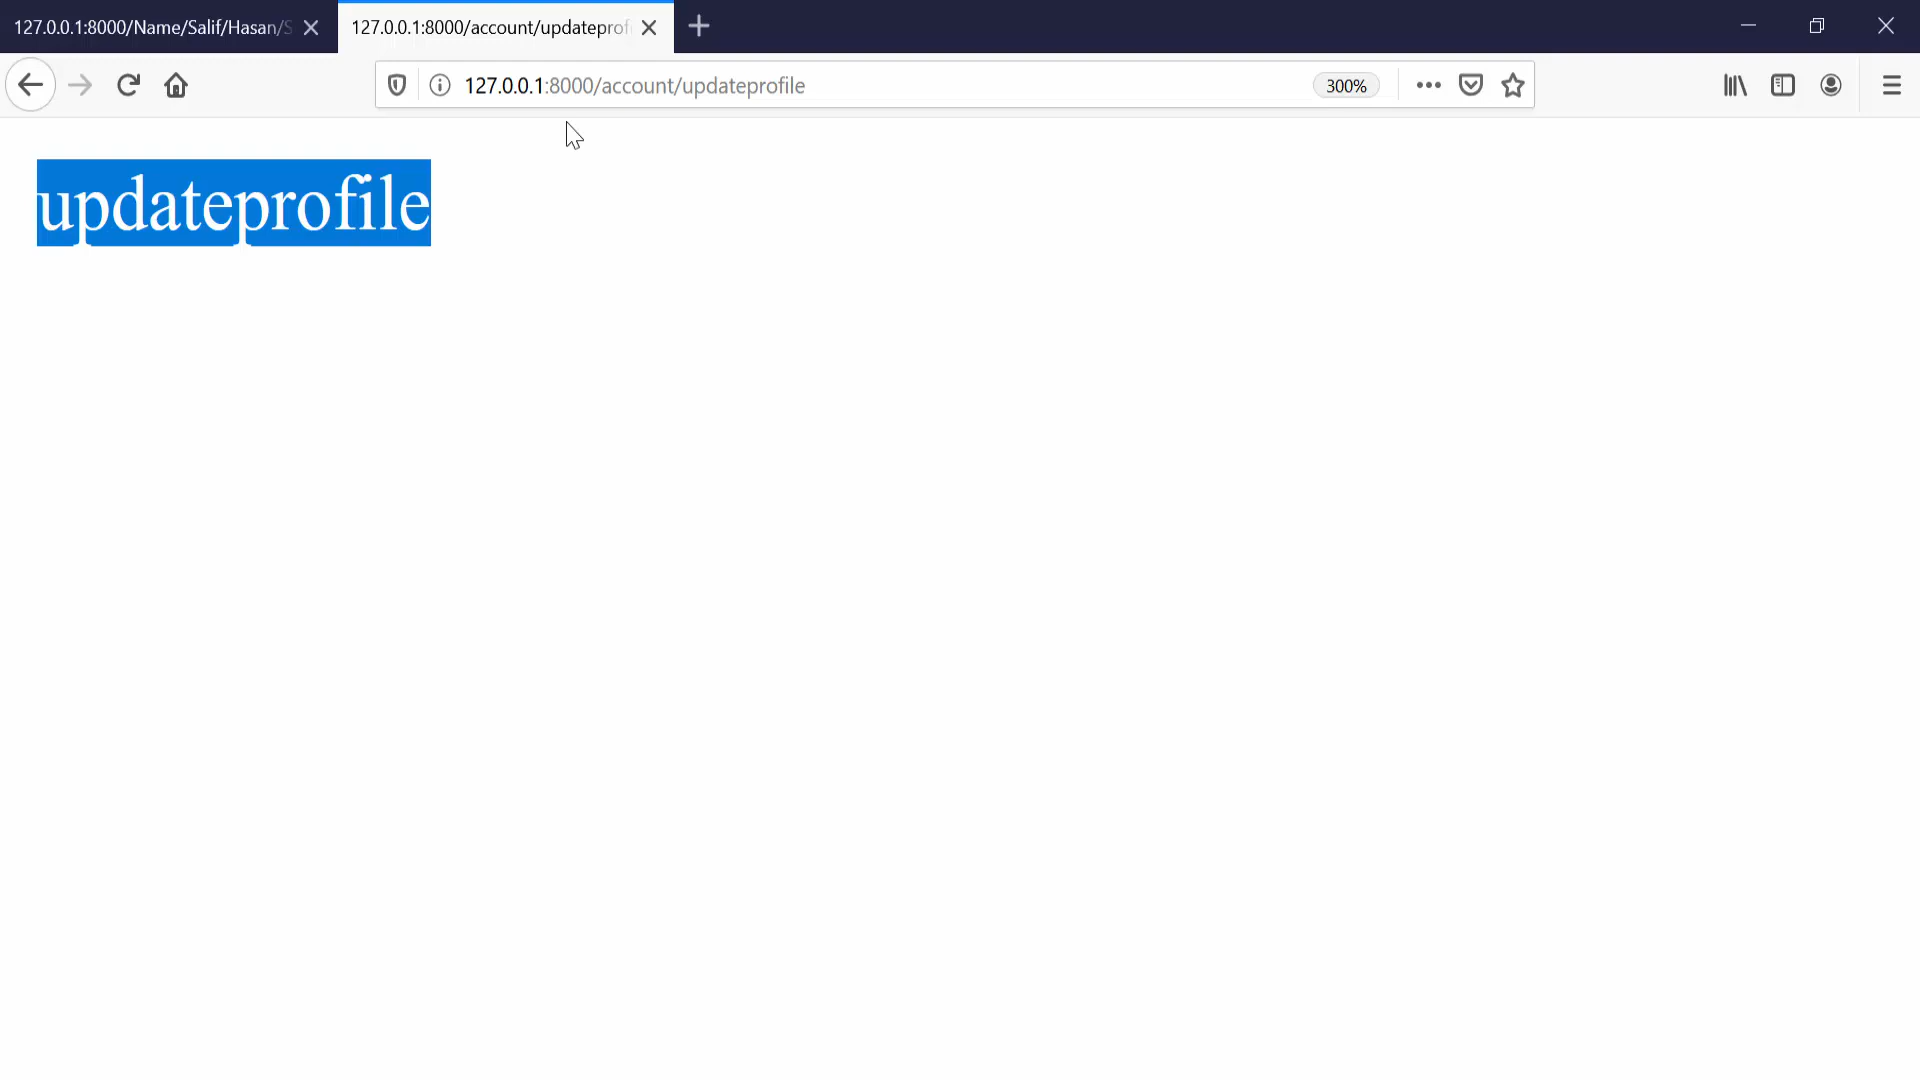 127.0.0.1:8000/Name/Salif/Hasan/S
127.0.0.1:8000/account/updateprof
127.0.0.1:8000/account/updateprofile
300%
updateprofile